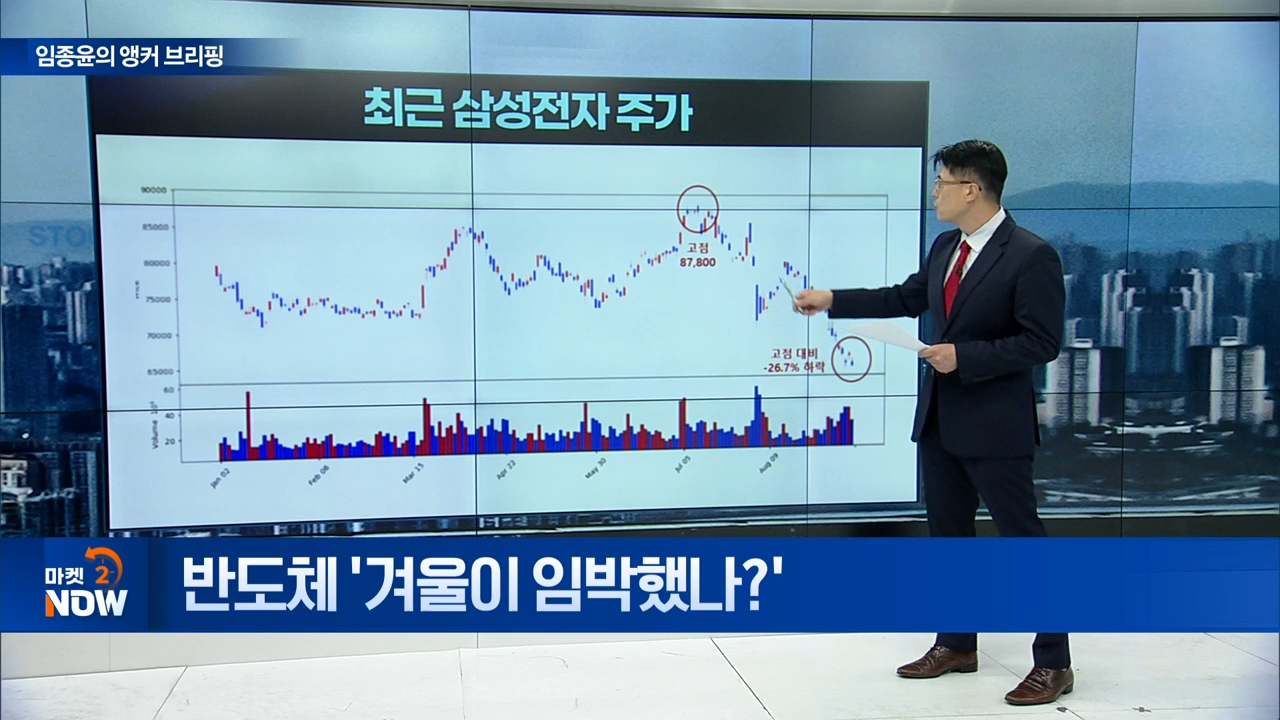 임종윤의 앵커 브리핑
최근 삼성전자 주가
90000
85000
80000
75000
70000
65000
고점
87,800
고점 대비
-26.7% 하락
60
40
20
Jan 02
Feb 06
Mar 15
Apr 22
May 30
Jul 05
Aug 09
마켓 2
NOW
반도체 '겨울이 임박했나?'